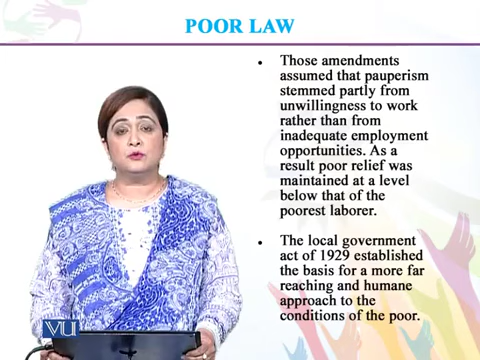 POOR LAW
• Those amendments
assumed that pauperism
stemmed partly from
unwillingness to work
rather than from
inadequate employment
opportunities. As a
result poor relief was
maintained at a level
below that of the
poorest laborer.
• The local government
act of 1929 established
the basis for a more far
reaching and humane
approach to the
conditions of the poor.
VU